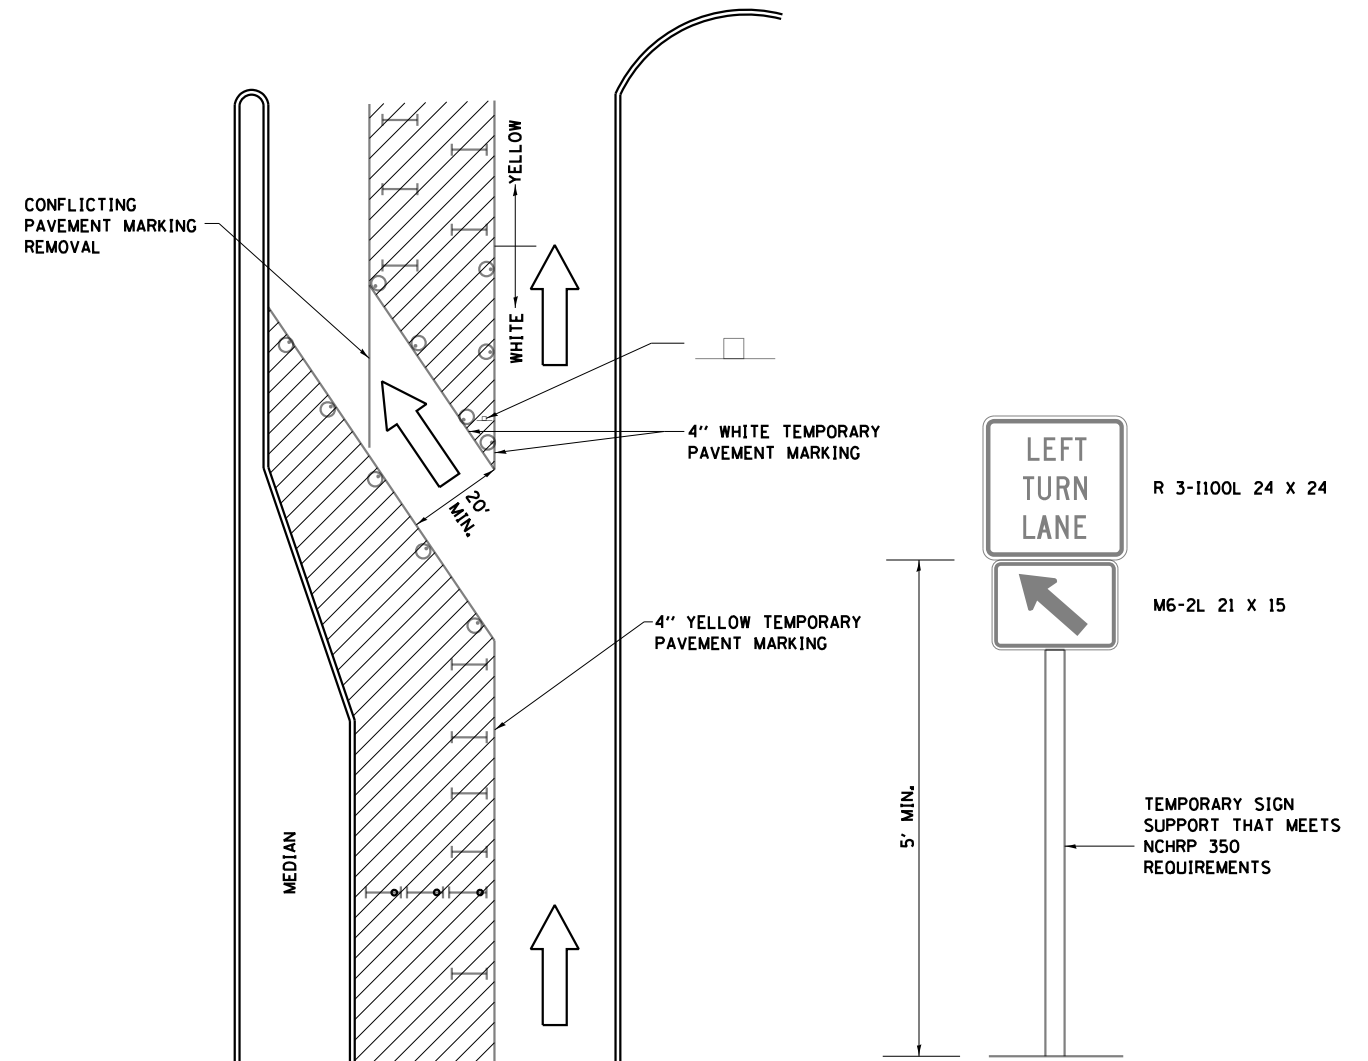 YELLOW
WHITE
CONFLICTING
PAVEMENT MARKING
REMOVAL
4'' WHITE TEMPORARY
PAVEMENT MARKING
20'
MIN.
4'' YELLOW TEMPORARY
PAVEMENT MARKING
MEDIAN
LEFT
TURN
LANE
R 3-I100L 24 X 24
M6-2L 21 X 15
5' MIN.
TEMPORARY SIGN
SUPPORT THAT MEETS
NCHRP 350
REQUIREMENTS